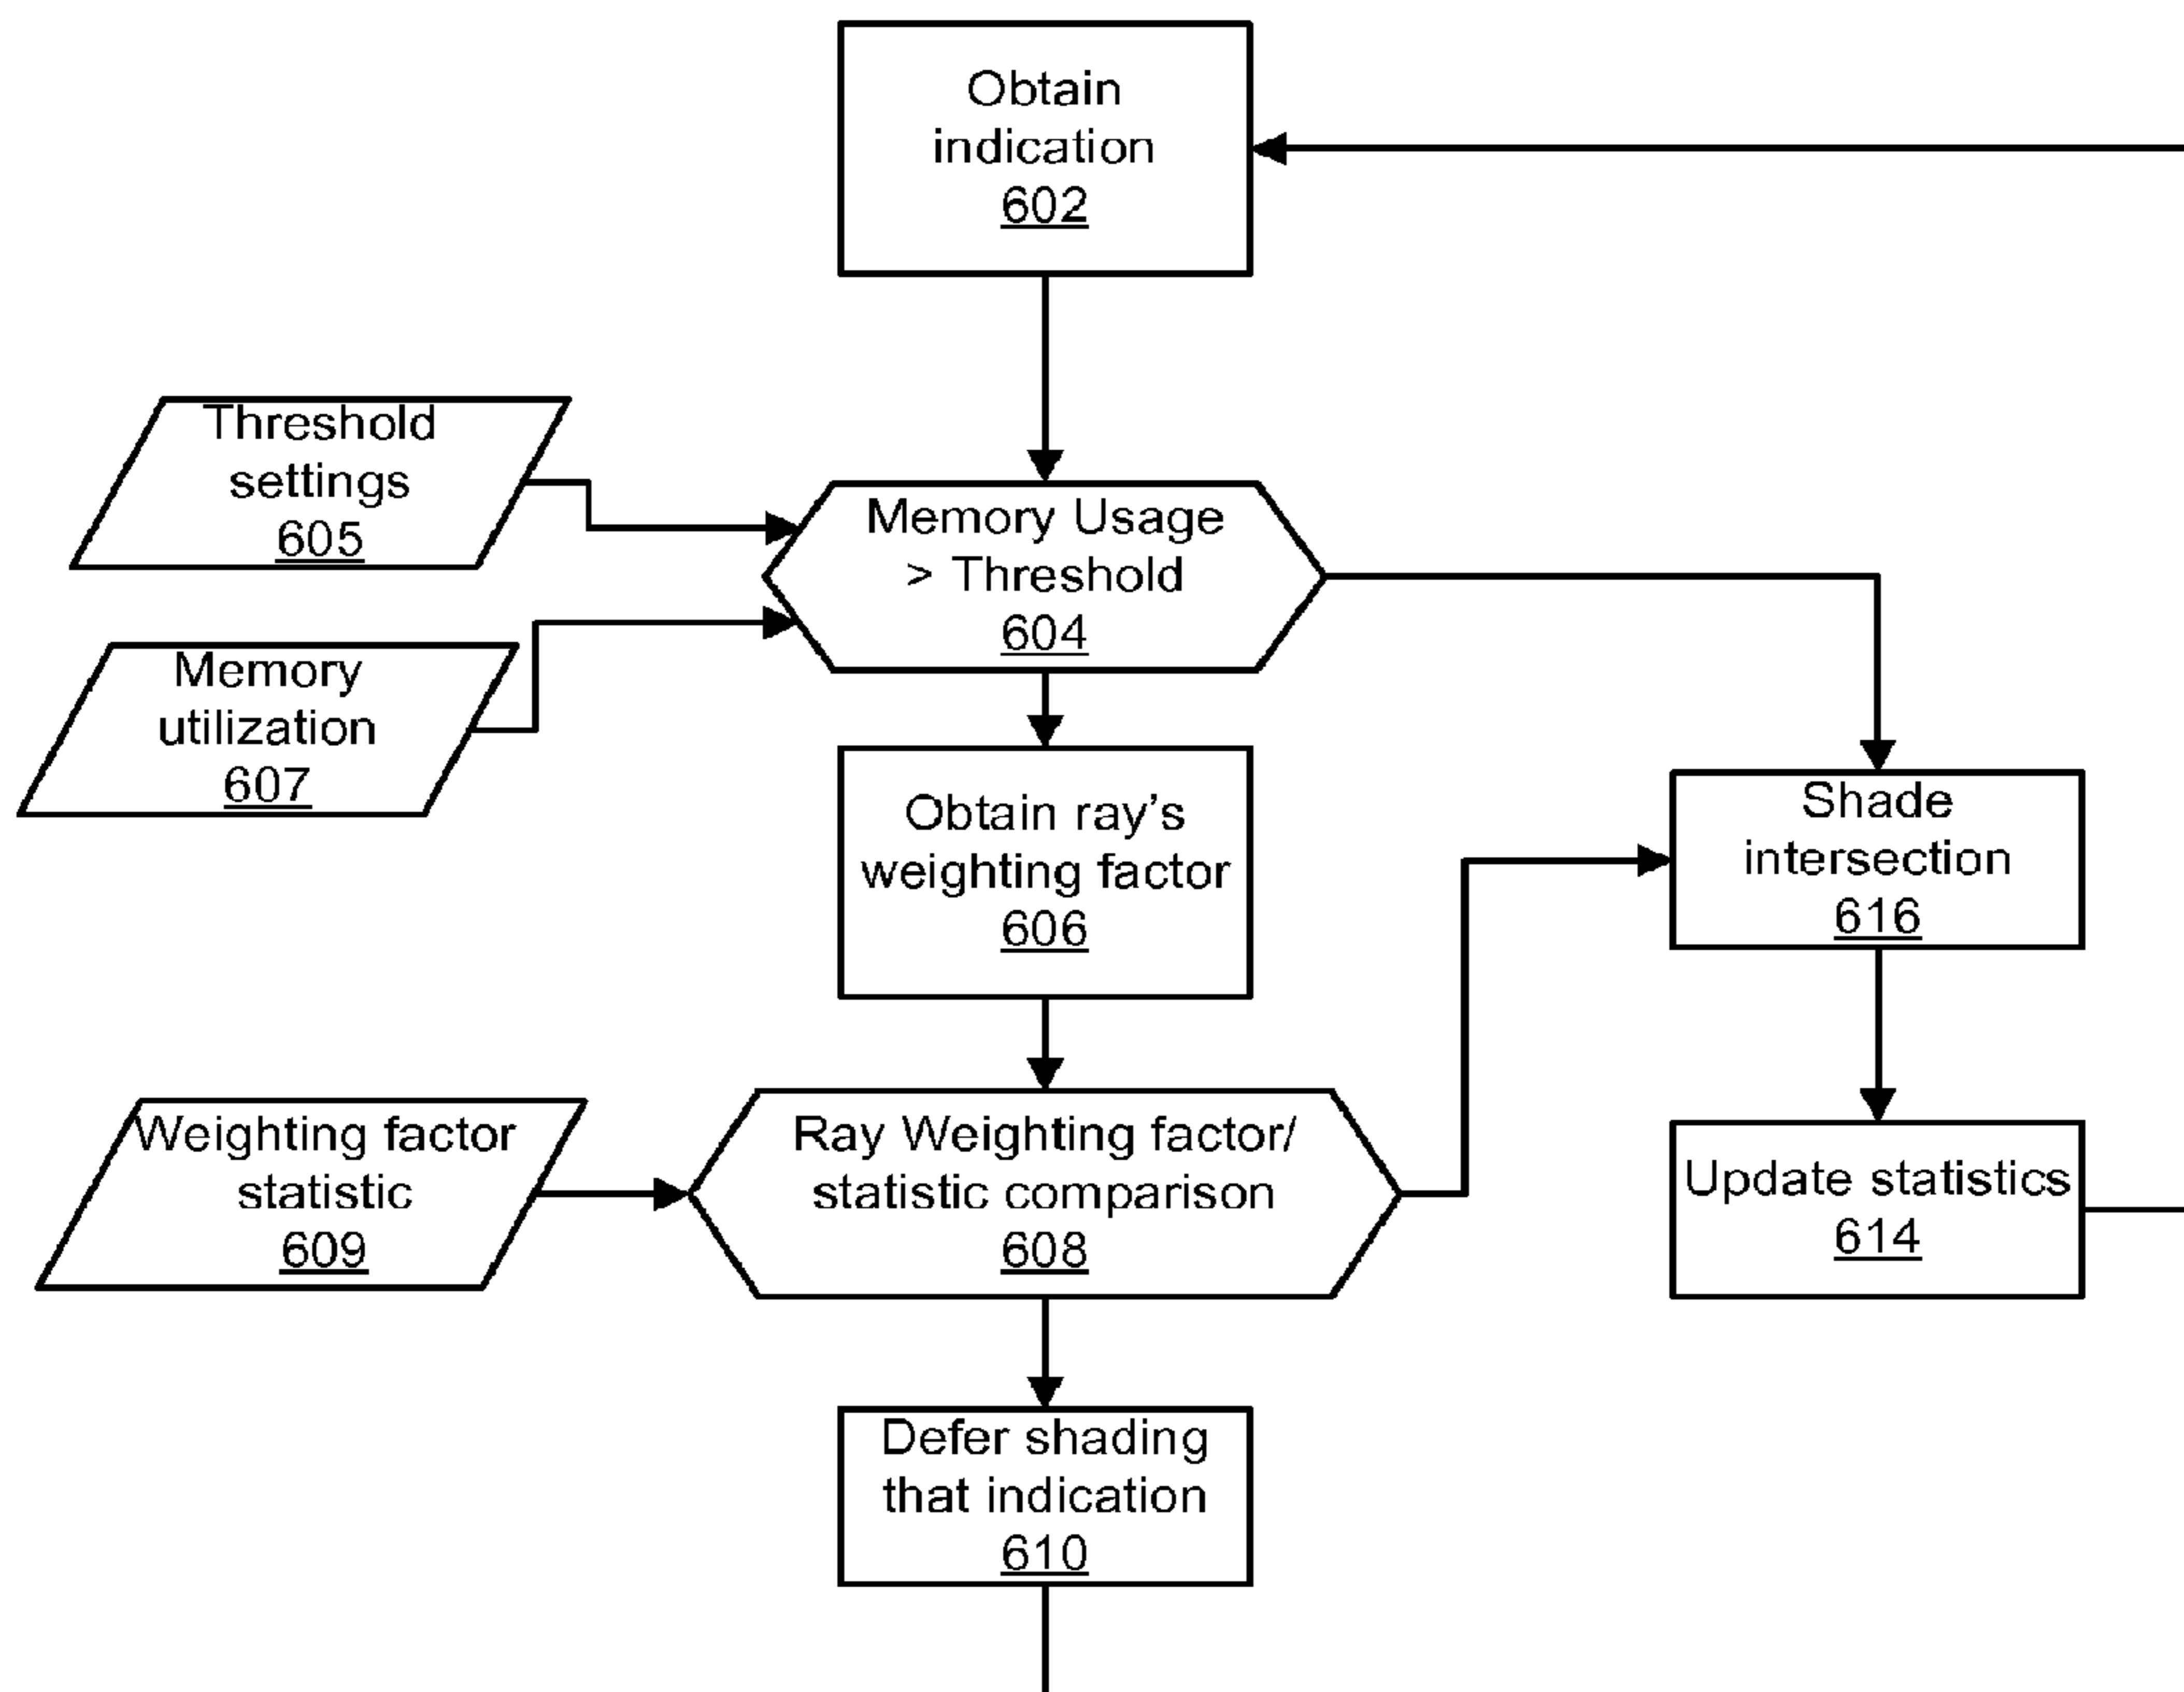 Obtain
indication
602
Threshold
settings
605
Memory Usage
> Threshold
604
Memory
utilization
607
Obtain ray's
weighting factor
606
Shade
intersection
616
Weighting factor
statistic
609
Ray Weighting factor/
statistic comparison
608
Update statistics
614
Defer shading
that indication
610